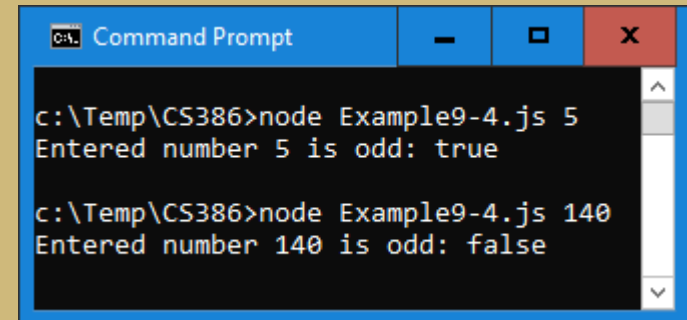 Command Prompt
c:\Temp\CS386>node Example9-4.js 5
Entered number 5 is odd: true
c:\Temp\CS386>node Example9-4.js 140
Entered number 140 is odd: false